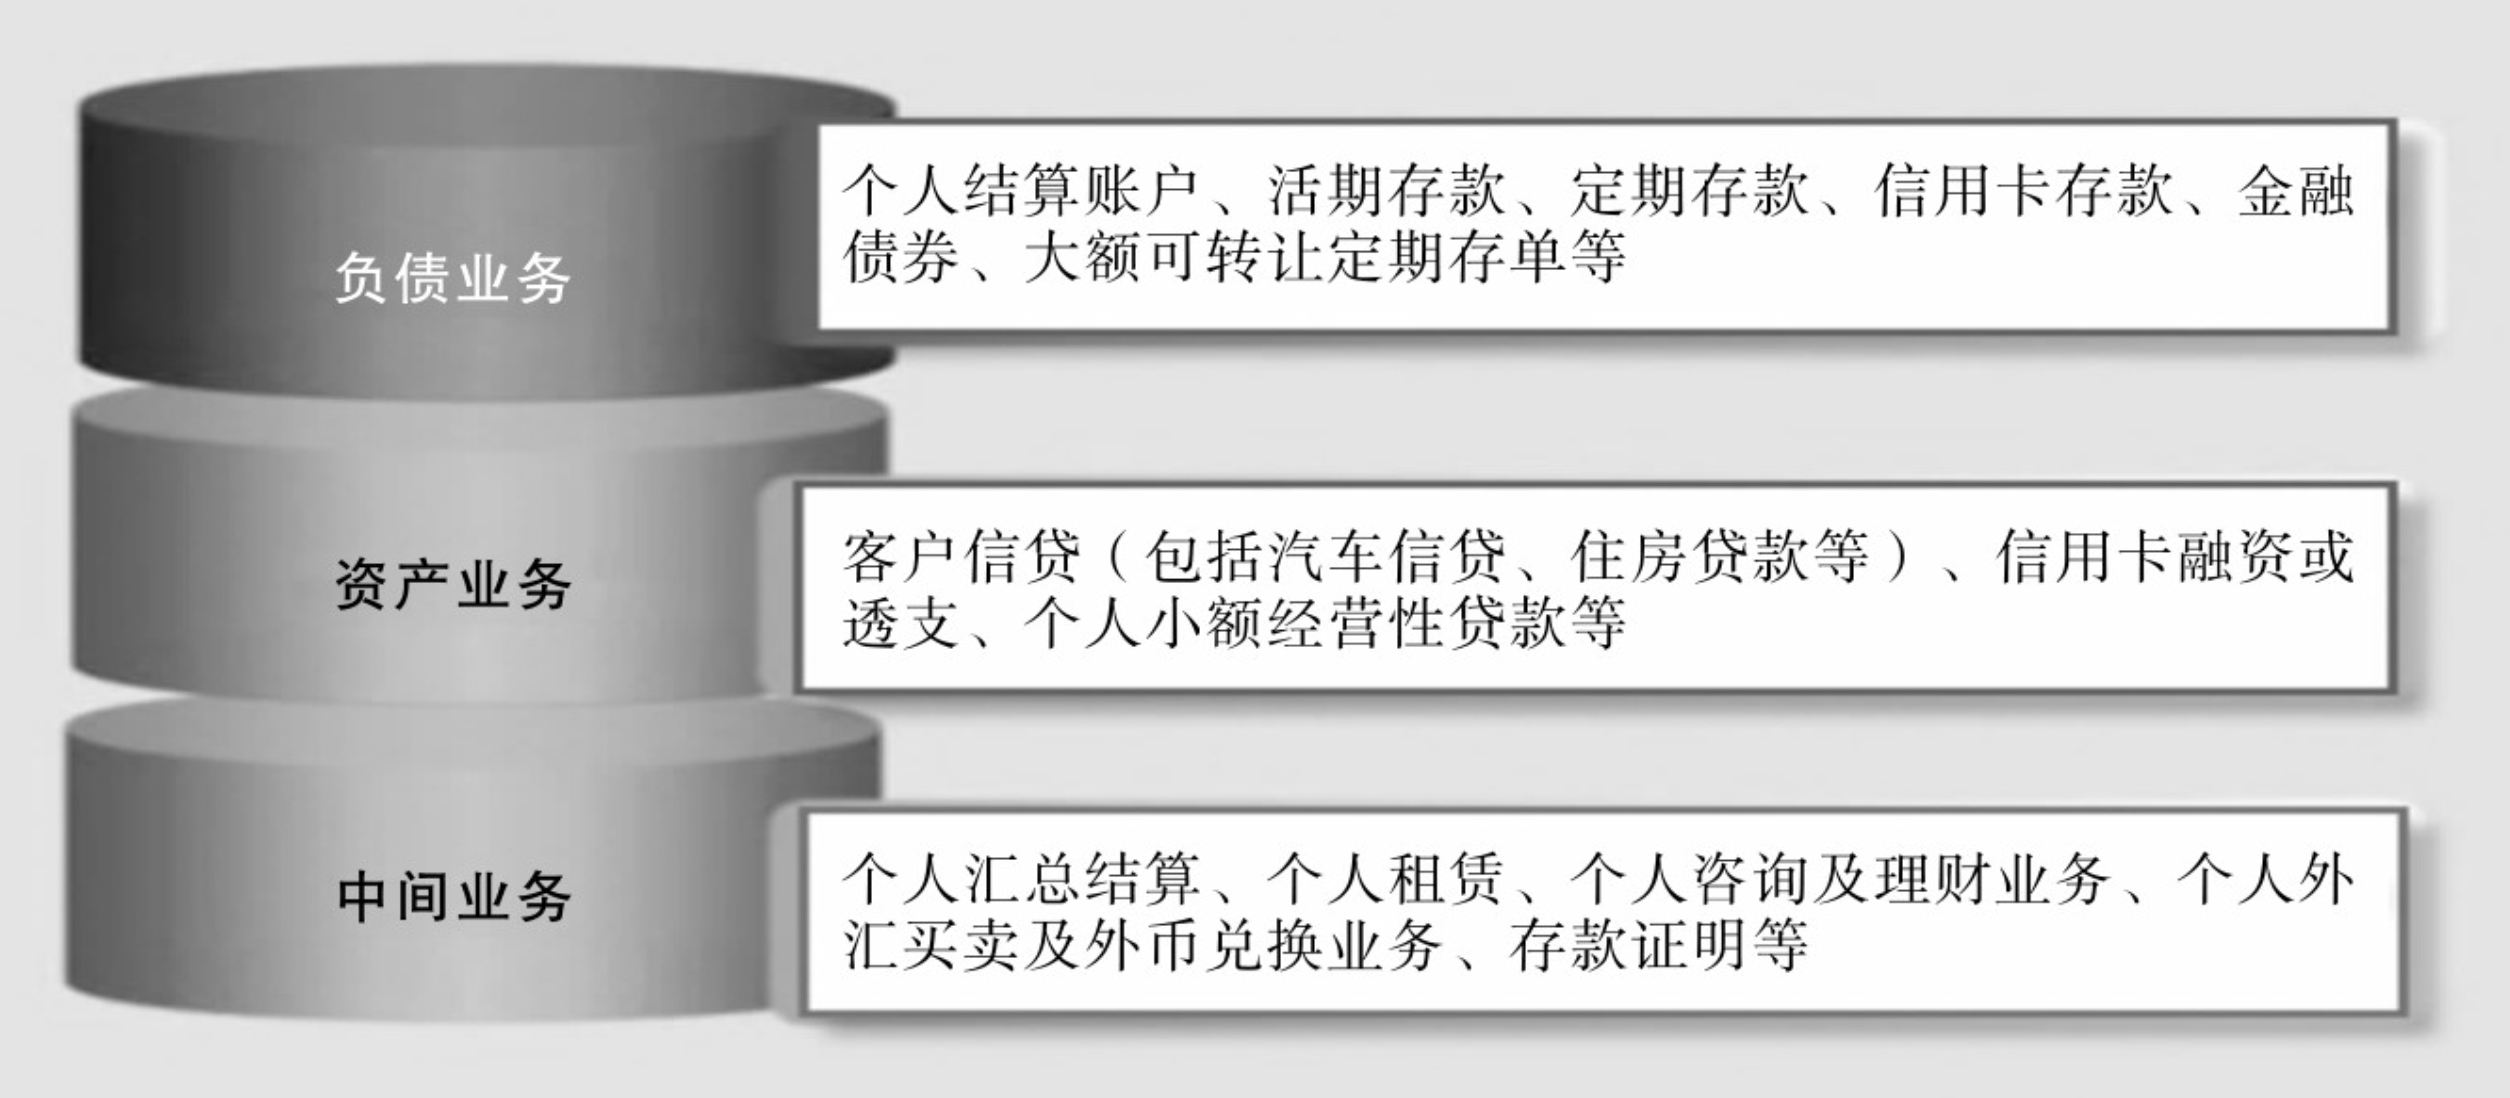 负债业务
个人结算账户、活期存款、定期存款、信用卡存款、金融
债券、大额可转让定期存单等
资产业务
客户信贷（包括汽车信贷、住房贷款等）、信用卡融资或
透支、个人小额经营性贷款等
中间业务
个人汇总结算、个人租赁、个人咨询及理财业务、个人外
汇买卖及外币兑换业务、存款证明等